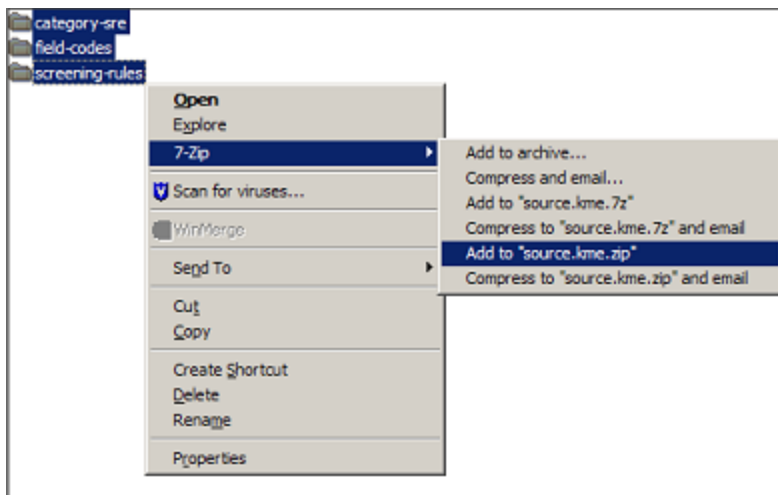 category-sre
field-codes
screening-rules
Open
Explore
7-Zip
Scan for viruses...
WinMerge
Send To
Cut
Copy
Create Shortcut
Delete
Rename
Properties
Add to archive...
Compress and email...
Add to "source.kme.7z"
Compress to "source.kme.7z" and email
Add to "source.kme.zip"
Compress to "source.kme.zip" and email